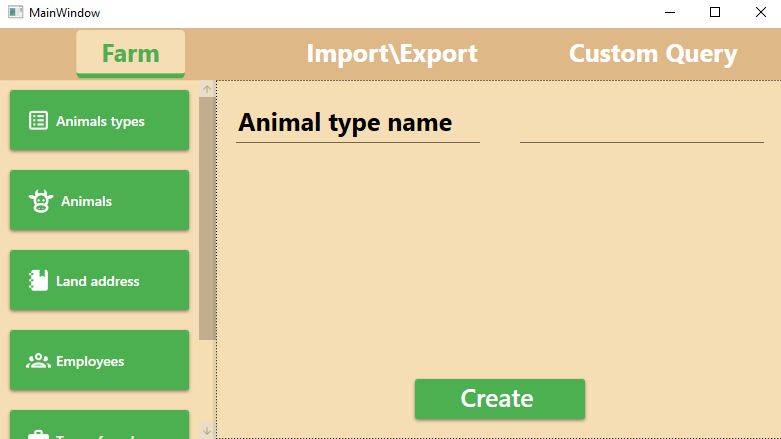 MainWindow
Farm
Import\Export
Custom Query
Animals types
Animal type name
Animals
Land address
Employees
Create